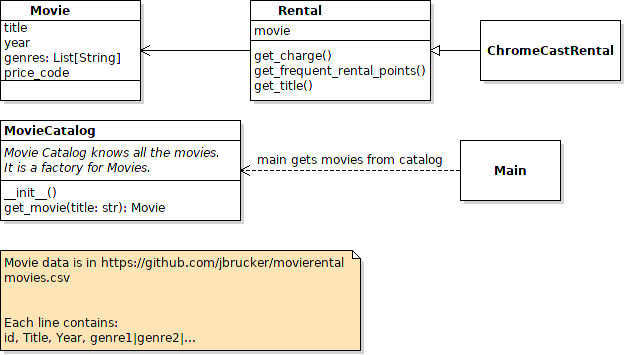 Movie
title
year
genres: List[String]
price_code
Rental
movie
get_charge()
get_frequent_rental_points()
get_title()
ChromeCastRental
MovieCatalog
Movie Catalog knows all the movies.
It is a factory for Movies.
__init__()
get_movie(title: str): Movie
main gets movies from catalog
Main
Movie data is in https://github.com/jbrucker/movierental
movies.csv
Each line contains:
id, Title, Year, genre1|genre2|...